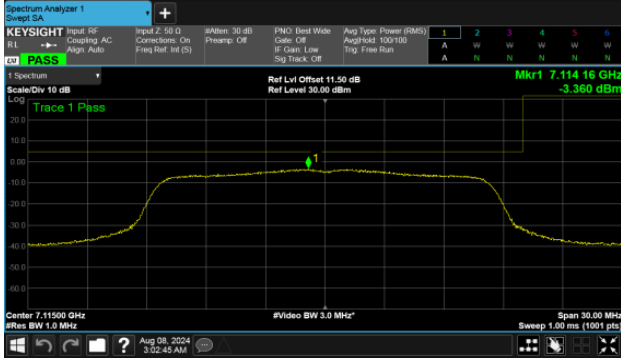 Spectrum Analyzer 1
Swept SA
KEYSIGHT
Input: RF
Coupling: AC
Align: Auto
Input Z: 50 Ω
Corrections: On
Freq Ref: Int (S)
#Atten: 30 dB
Preamp: Off
PNO: Best Wide
Gate: Off
IF Gain: Low
Sig Track: Off
Avg Type: Power (RMS)
Avg|Hold: 100/100
Trig: Free Run
1 2 3 4 5 6
A W W W W W
A N N N N N
RL
LXI PASS
1 Spectrum
Scale/Div 10 dB
Ref Lvl Offset 11.50 dB
Ref Level 30.00 dBm
Mkr1 7.114 16 GHz
-3.360 dBm
Log
Trace 1 Pass
20.0
10.0
0.00
1
-10.0
-20.0
-30.0
-40.0
-50.0
-60.0
Center 7.11500 GHz
#Res BW 1.0 MHz
#Video BW 3.0 MHz*
Span 30.00 MHz
Sweep 1.00 ms (1001 pts)
?
Aug 08, 2024
3:02:45 AM